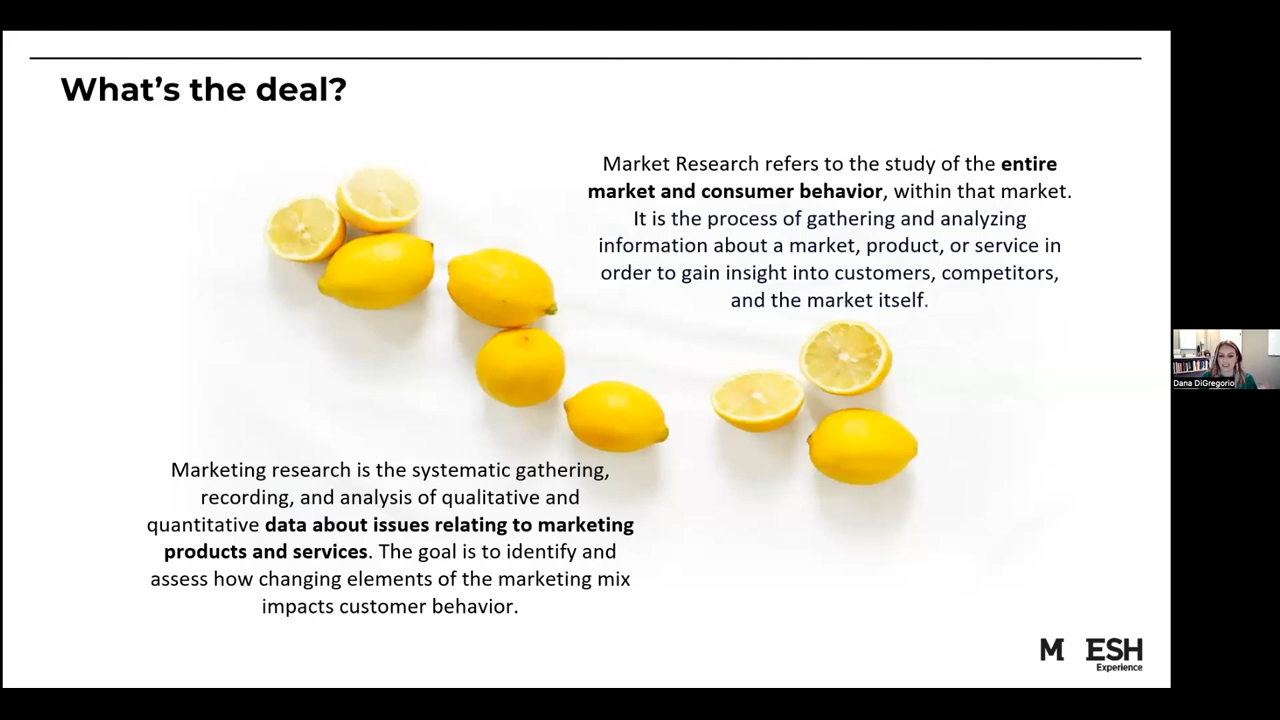 What’s the deal?
Market Research refers to the study of the entire
market and consumer behavior, within that market.
It is the process of gathering and analyzing
information about a market, product, or service in
order to gain insight into customers, competitors,
and the market itself.
Marketing research is the systematic gathering,
recording, and analysis of qualitative and
quantitative data about issues relating to marketing
products and services. The goal is to identify and
assess how changing elements of the marketing mix
impacts customer behavior.
M ESH
Experience
Dana DiGregorio